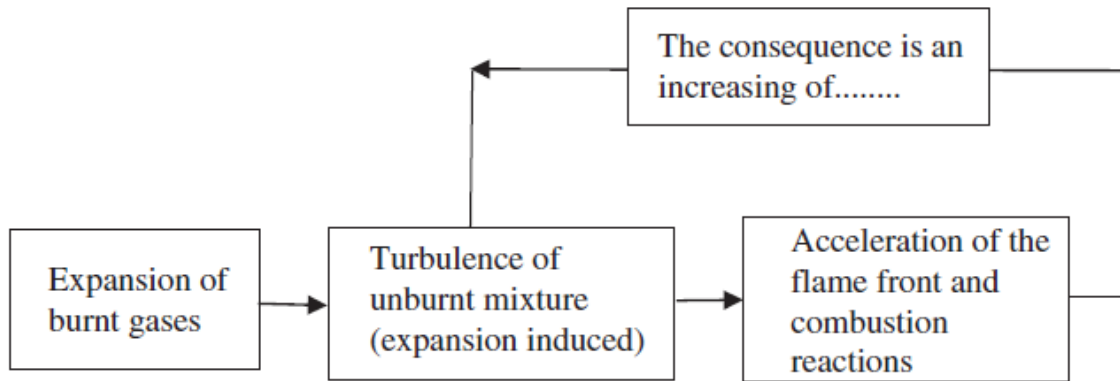 The consequence is an
increasing of........
Expansion of
burnt gases
Turbulence of
unburnt mixture
(expansion induced)
Acceleration of the
flame front and
combustion
reactions